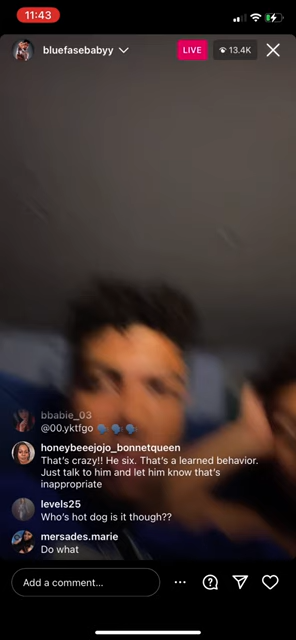 11:43
bluefasebabyy
LIVE
13.4K
bbabie_03
@00.yktfgo 🗣️ 🗣️ 🗣️
honeybeeejojo_bonnetqueen
That's crazy!! He six. That's a learned behavior.
Just talk to him and let him know that's
inappropriate
levels25
Who's hot dog is it though??
mersades.marie
Do what
Add a comment...